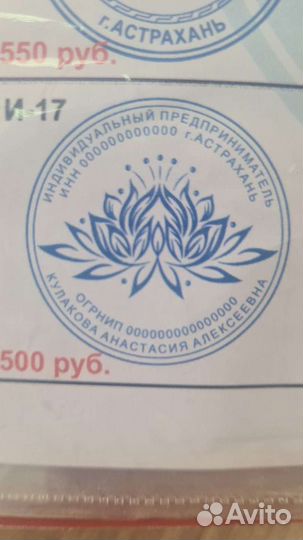 г.АСТРАХАНЬ
550 руб.
И-17
ИНДИВИДУАЛЬНЫЙ ПРЕДПРИНИМАТЕЛЬ
ИНН 000000000000 г.АСТРАХАНЬ
ОГРНИП 000000000000000
КУЛАКОВА АНАСТАСИЯ АЛЕКСЕЕВНА
500 руб.
Avito